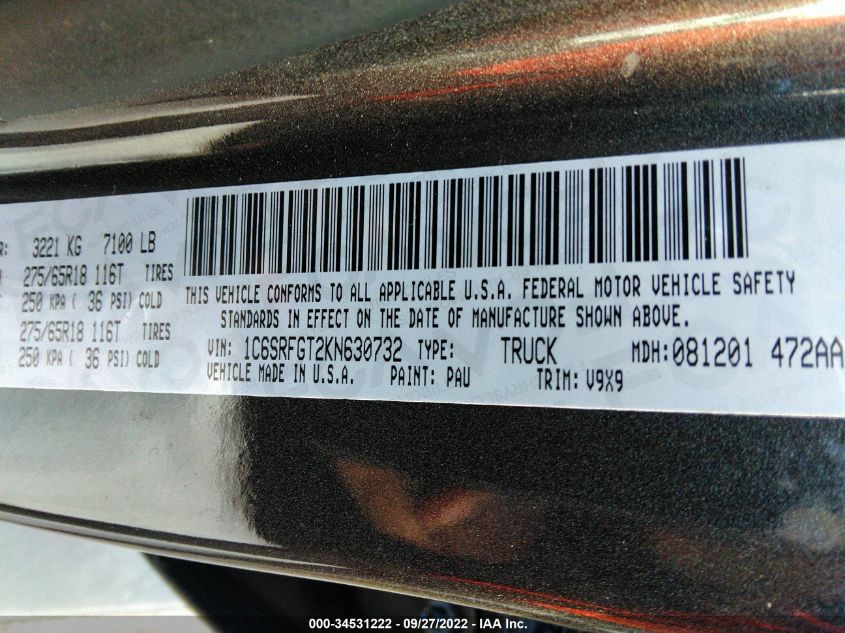 3221 KG 7100 LB
275/65R18 116T TIRES
250 KPA ( 36 PSI) COLD
275/65R18 116T TIRES
250 KPA ( 36 PSI) COLD
THIS VEHICLE CONFORMS TO ALL APPLICABLE U.S.A. FEDERAL MOTOR VEHICLE SAFETY
STANDARDS IN EFFECT ON THE DATE OF MANUFACTURE SHOWN ABOVE.
VIN: 1C6SRFGT2KN630732 TYPE: TRUCK MDH:081201 472AA
VEHICLE MADE IN U.S.A. PAINT: PAU TRIM: V9X9
000-34531222 - 09/27/2022 - IAA Inc.